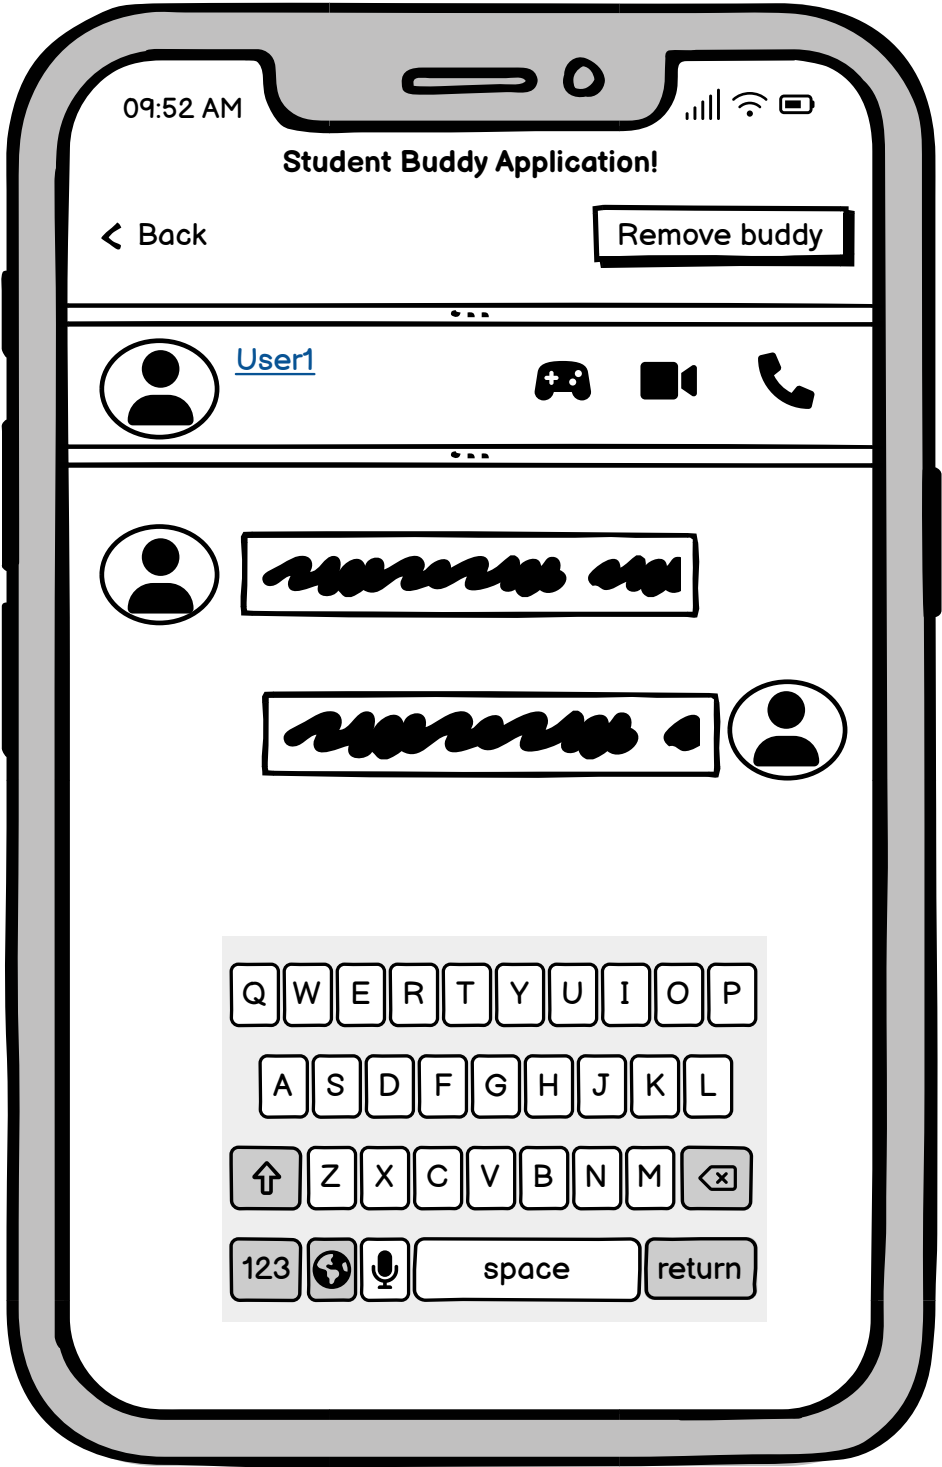 09:52 AM
Student Buddy Application!
Back
Remove buddy
User1
Q W E R T Y U I O P
A S D F G H J K L
Z X C V B N M
123 space return